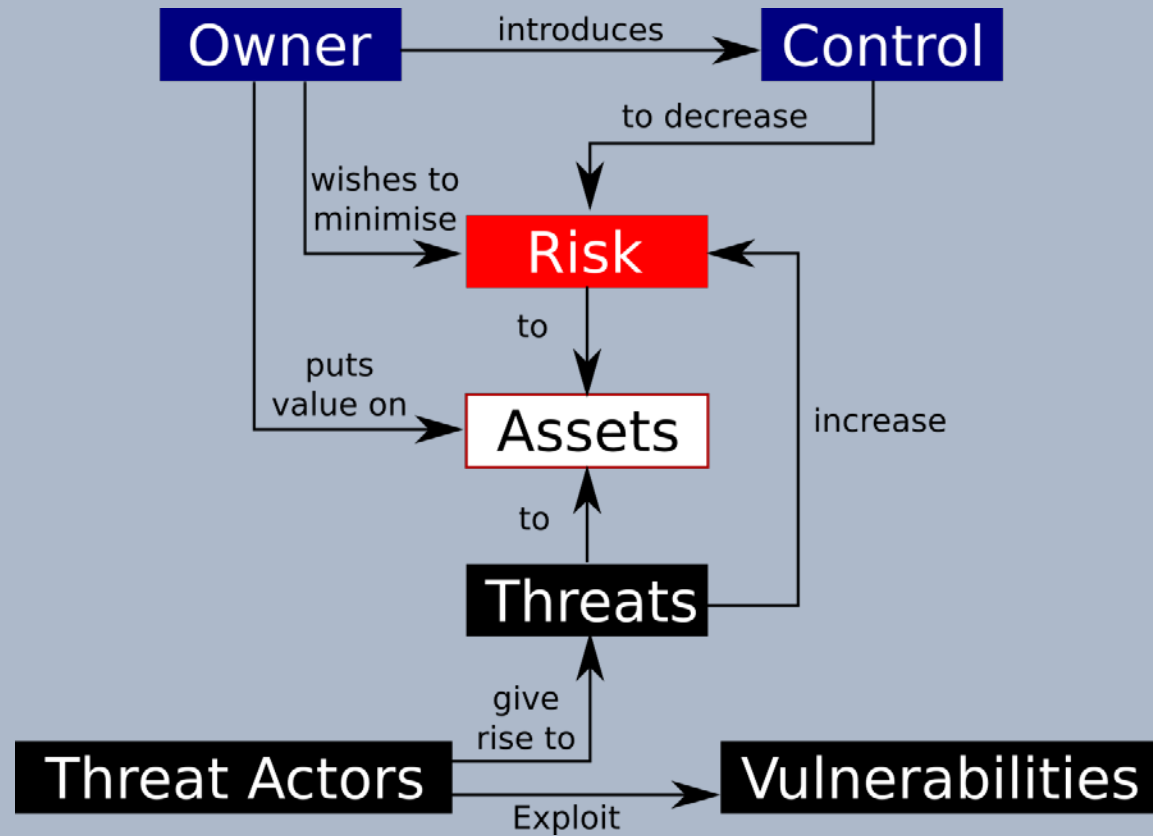 Owner
introduces
Control
to decrease
wishes to
minimise
Risk
to
puts
value on
Assets
increase
to
Threats
give
rise to
Threat Actors
Exploit
Vulnerabilities